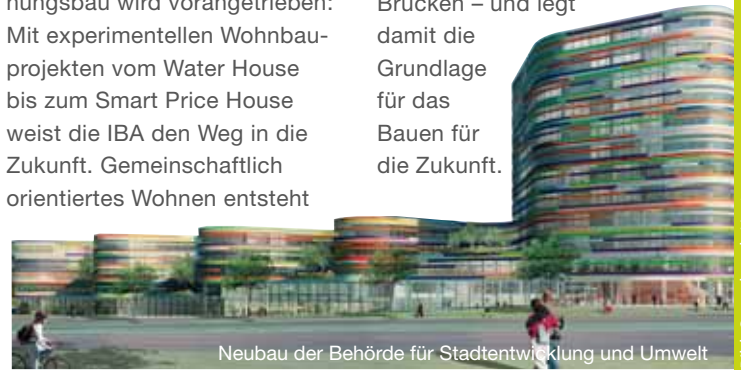 nungsbau wird vorangetrieben:
Mit experimentellen Wohnbau-
projekten vom Water House
bis zum Smart Price House
weist die IBA den Weg in die
Zukunft. Gemeinschaftlich
orientiertes Wohnen entsteht
Brücken – und legt
damit die
Grundlage
für das
Bauen für
die Zukunft.
Neubau der Behörde für Stadtentwicklung und Umwelt